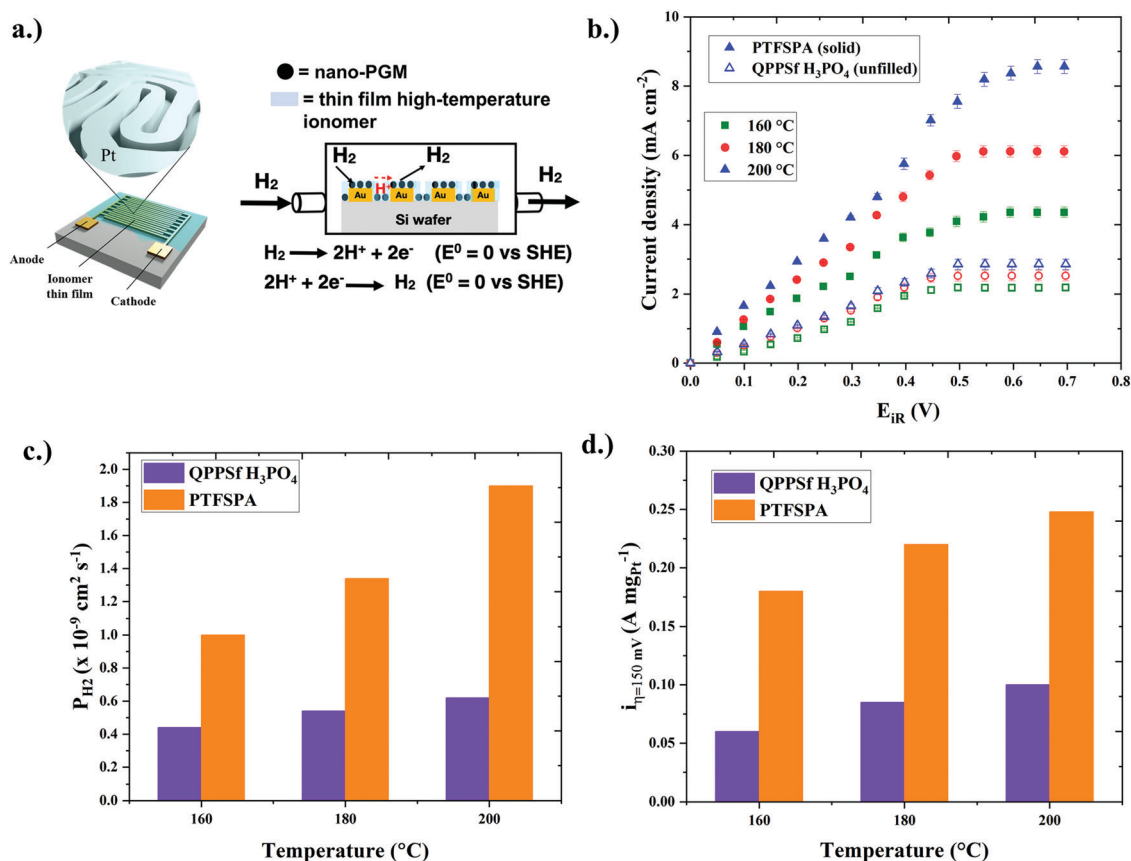 a.)
Pt
Anode
Ionomer
thin film
Cathode
= nano-PGM
= thin film high-temperature
ionomer
H₂ H₂
H₂ H⁺ H₂
Au Au Au Au
Si wafer
H₂ → 2H⁺ + 2e⁻ (E⁰ = 0 vs SHE)
2H⁺ + 2e⁻ → H₂ (E⁰ = 0 vs SHE)
b.)
PTFSPA (solid)
QPPSf H₃PO₄ (unfilled)
160 °C
180 °C
200 °C
Current density (mA cm⁻²)
8
6
4
2
0
0.0 0.1 0.2 0.3 0.4 0.5 0.6 0.7 0.8
E_iR (V)
c.)
QPPSf H₃PO₄
PTFSPA
P_H2 (x 10⁻⁹ cm² s⁻¹)
2.0
1.8
1.6
1.4
1.2
1.0
0.8
0.6
0.4
0.2
0.0
160 180 200
Temperature (°C)
d.)
QPPSf H₃PO₄
PTFSPA
i_η=150 mV (A mg_Pt⁻¹)
0.30
0.25
0.20
0.15
0.10
0.05
0.00
160 180 200
Temperature (°C)